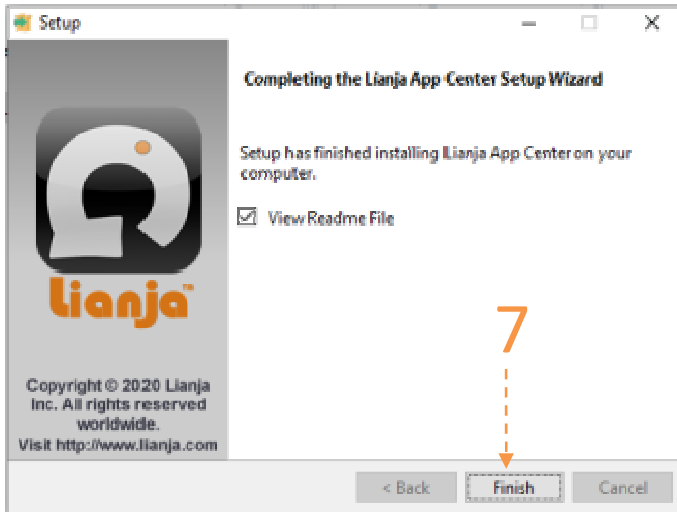 Setup
Completing the Lianja App Center Setup Wizard
Setup has finished installing Lianja App Center on your
computer.
View Readme File
Lianja™
7
Copyright © 2020 Lianja
Inc. All rights reserved
worldwide.
Visit http://www.lianja.com
< Back
Finish
Cancel